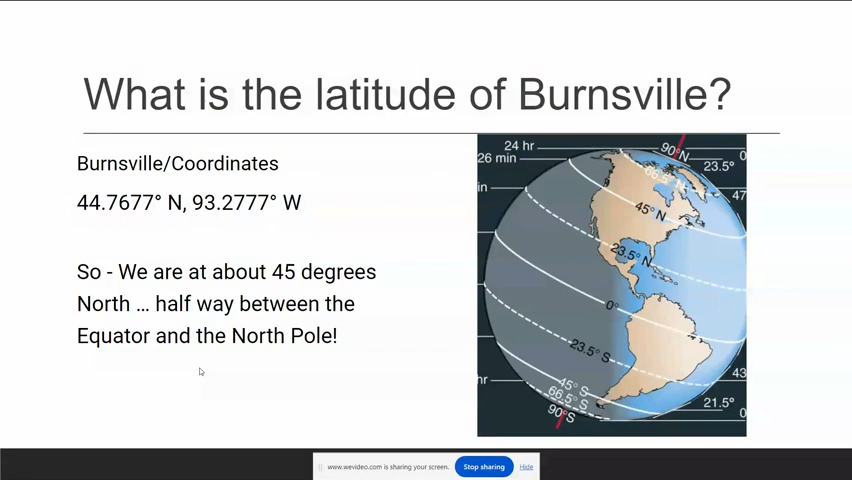 What is the latitude of Burnsville?
Burnsville/Coordinates
44.7677° N, 93.2777° W
So - We are at about 45 degrees
North ... half way between the
Equator and the North Pole!
24 hr
90°N
0
26 min
66.5° N
23.5°
in
47
45° N
23.5° N
0°
23.5° S
hr
45° S
43
66.5° S
21.5°
90°S
0
www.wevideo.com is sharing your screen.
Stop sharing
Hide